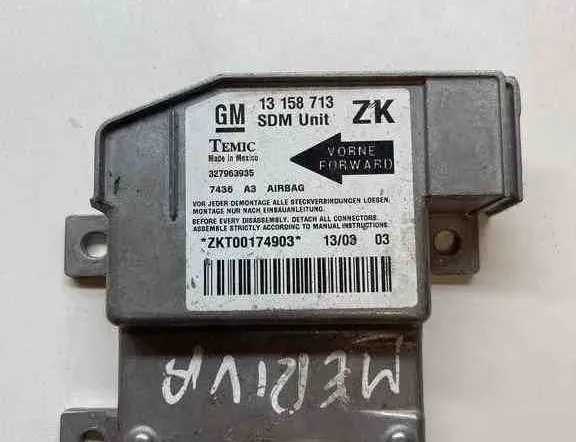 GM 13 158 713 ZK
SDM Unit
TEMIC
Made in Mexico
VORNE
FORWARD
327963935
7436 A3 AIRBAG
VOR JEDER DEMONTAGE ALLE STECKVERBINDUNGEN LOESEN.
MONTAGE NUR NACH EINBAUANLEITUNG.
BEFORE EVERY DISASSEMBLY, DETACH ALL CONNECTORS.
ASSEMBLE STRICTLY ACCORDING TO MANUAL INSTRUCTIONS.
*ZKT00174903* 13/03 03
MERIVA